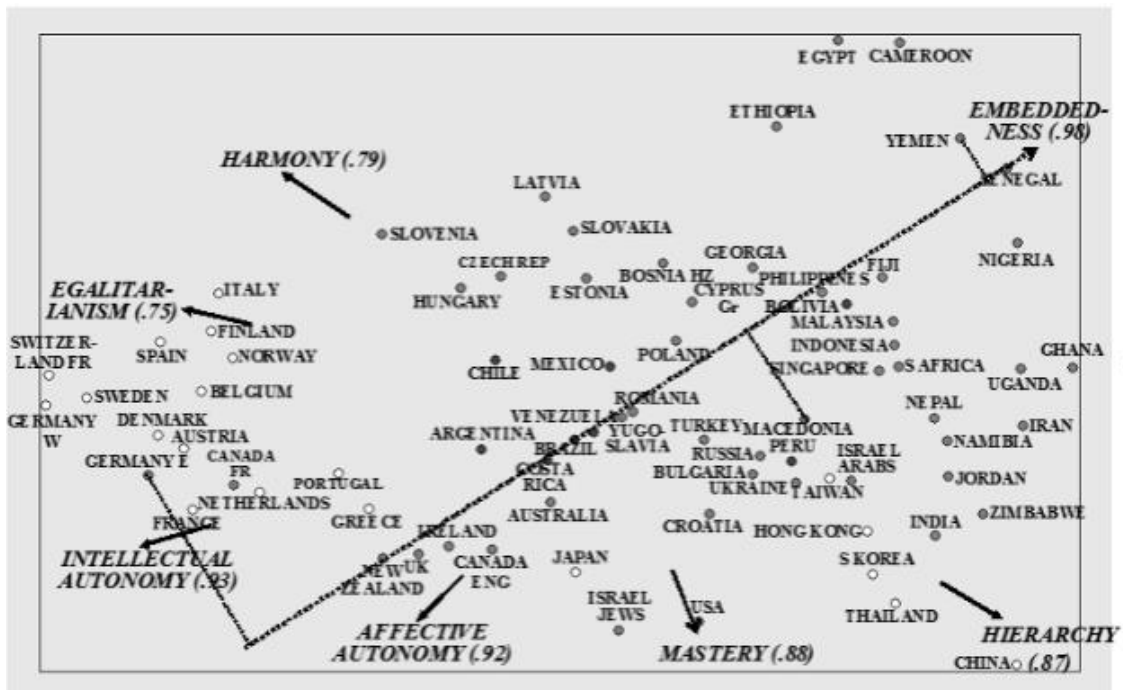 EGYPT CAMEROON
ETHIOPIA
EMBEDDED-
NESS (.98)
YEMEN
HARMONY (.79)
LATVIA
SENEGAL
SLOVENIA
SLOVAKIA
GEORGIA
NIGERIA
CZECH REP
BOSNIA HZ
PHILIPPINES
FIJI
HUNGARY
ESTONIA
CYPRUS
Gr
BOLIVIA
EGALITAR-
IANISM (.75)
ITALY
MALAYSIA
FINLAND
SWITZER-
LAND FR
SPAIN
NORWAY
POLAND
INDONESIA
GHANA
CHILE
MEXICO
SINGAPORE
S AFRICA
UGANDA
SWEDEN
BELGIUM
ROMANIA
NEPAL
GERMANY
W
DENMARK
VENEZUELA
YUGO-
SLAVIA
TURKEY
MACEDONIA
IRAN
AUSTRIA
ARGENTINA
BRAZIL
RUSSIA
PERU
ISRAEL
ARABS
NAMIBIA
GERMANY E
CANADA
FR
COSTA
RICA
BULGARIA
UKRAINE
TAIWAN
JORDAN
NETHERLANDS
PORTUGAL
FRANCE
GREECE
AUSTRALIA
CROATIA
HONG KONG
INDIA
ZIMBABWE
IRELAND
INTELLECTUAL
AUTONOMY (.93)
NEW
ZEALAND
UK
CANADA
ENG
JAPAN
S KOREA
ISRAEL
JEWS
USA
THAILAND
AFFECTIVE
AUTONOMY (.92)
MASTERY (.88)
HIERARCHY
(.87)
CHINA